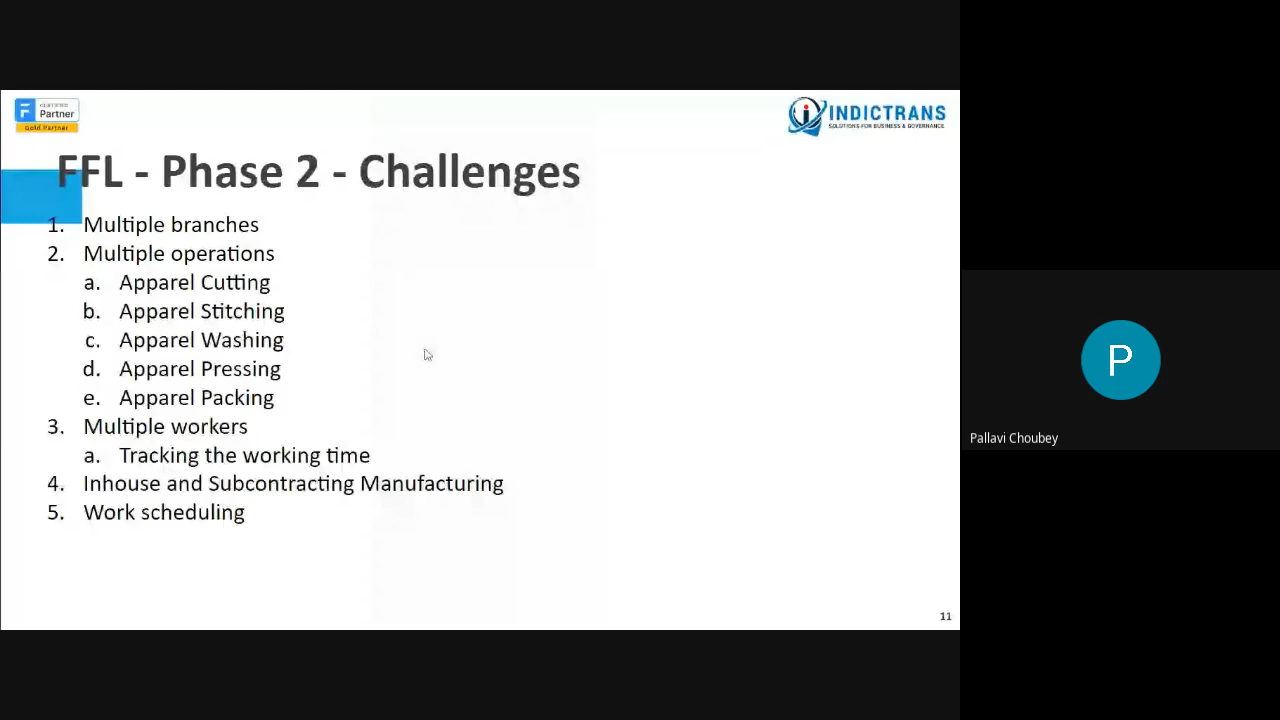 CERTIFIED
Partner
Gold Partner
INDICTRANS
SOLUTIONS FOR BUSINESS & GOVERNANCE
FFL - Phase 2 - Challenges
1. Multiple branches
2. Multiple operations
a. Apparel Cutting
b. Apparel Stitching
c. Apparel Washing
d. Apparel Pressing
e. Apparel Packing
3. Multiple workers
a. Tracking the working time
4. Inhouse and Subcontracting Manufacturing
5. Work scheduling
11
P
Pallavi Choubey